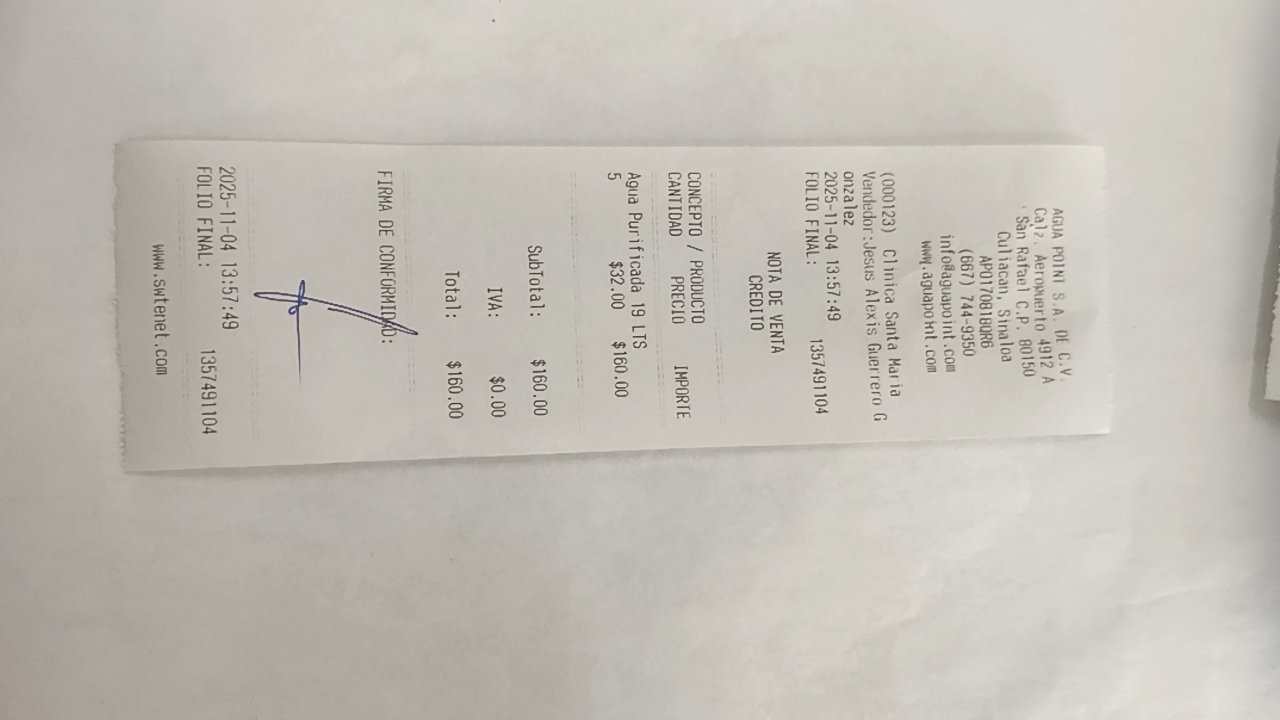 AGUA POINT S.A. DE C.V.
Calz. Aeropuerto 4912 A
San Rafael C.P. 80150
Culiacan, Sinaloa
APO170818QR6
(667) 744-9350
info@aguapoint.com
www.aguapoint.com
(000123) Clinica Santa Maria
Vendedor:Jesus Alexis Guerrero G
onzalez
2025-11-04 13:57:49
FOLIO FINAL: 1357491104
NOTA DE VENTA
CREDITO
CONCEPTO / PRODUCTO
CANTIDAD PRECIO IMPORTE
Agua Purificada 19 LTS
5 $32.00 $160.00
SubTotal: $160.00
IVA: $0.00
Total: $160.00
FIRMA DE CONFORMIDAD:
2025-11-04 13:57:49
FOLIO FINAL: 1357491104
www.swtenet.com